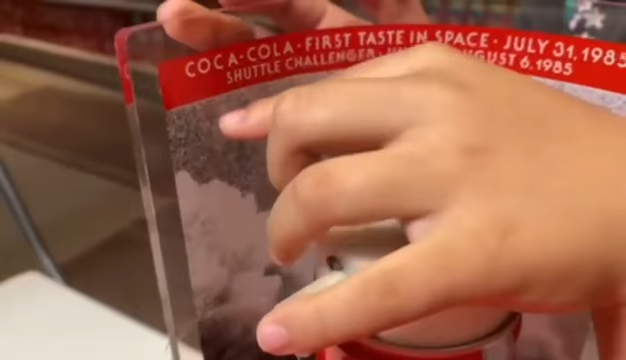 COCA-COLA · FIRST TASTE IN SPACE · JULY 31, 1985
SHUTTLE CHALLENGER AUGUST 6, 1985